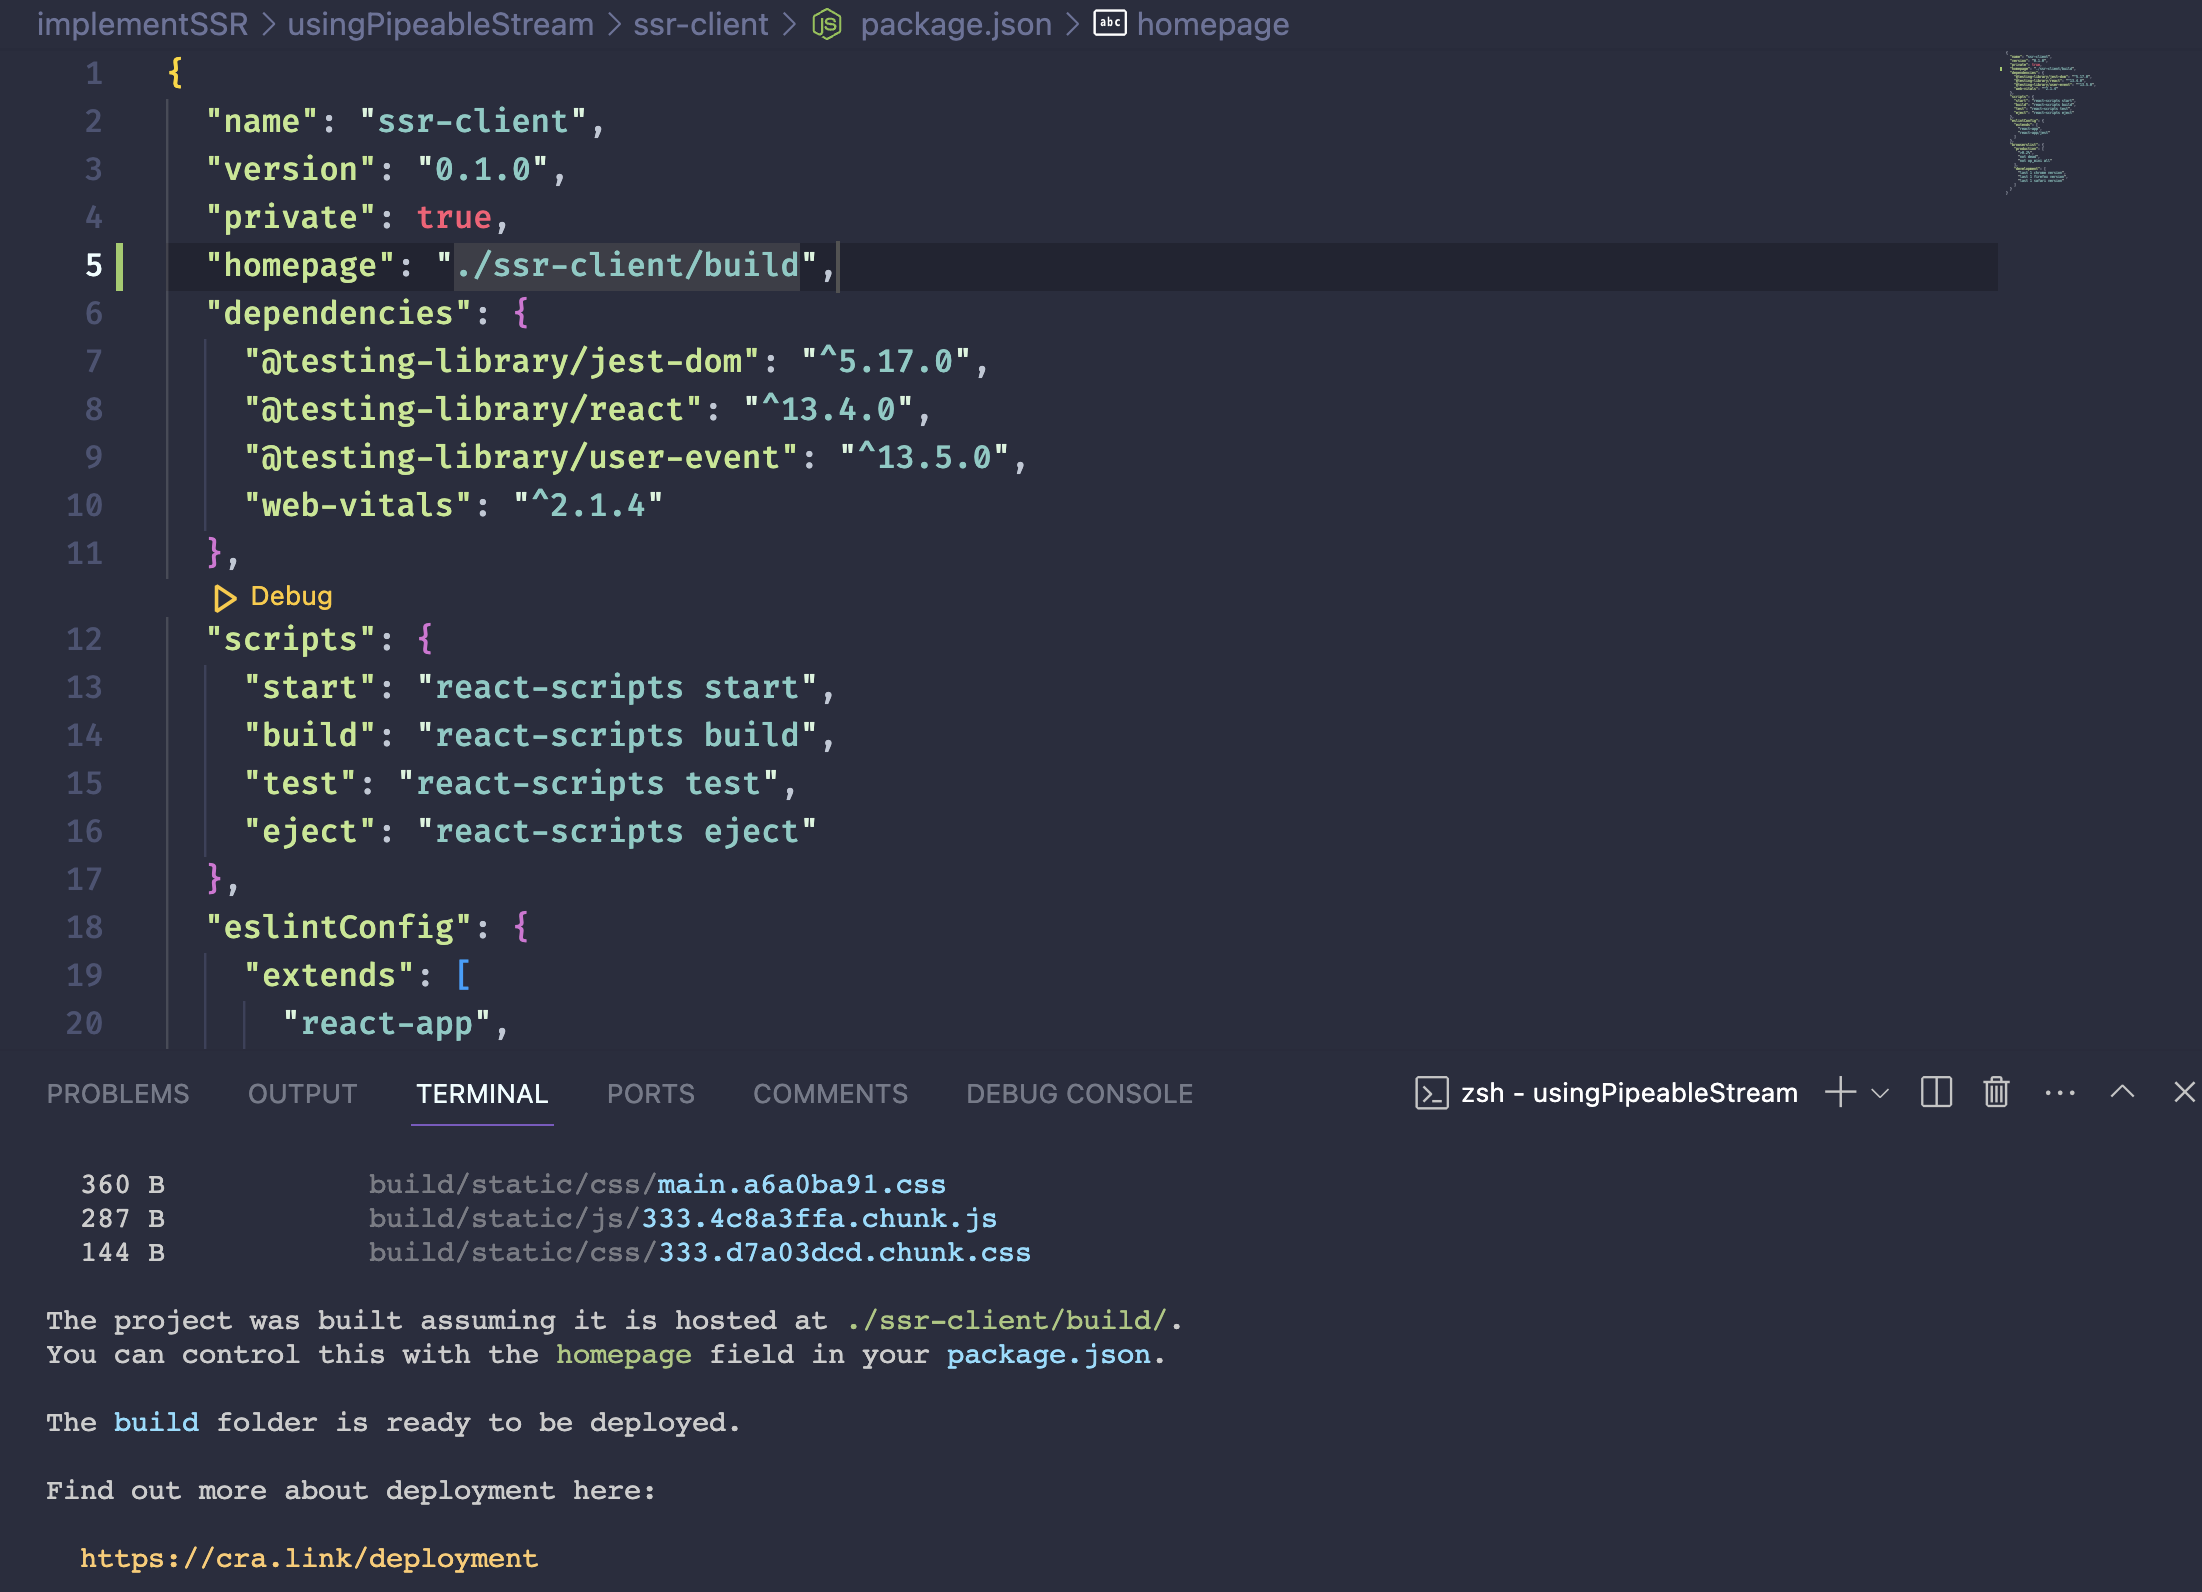 implementSSR > usingPipeableStream > ssr-client > package.json > homepage
1 {
2 "name": "ssr-client",
3 "version": "0.1.0",
4 "private": true,
5 "homepage": "./ssr-client/build",
6 "dependencies": {
7 "@testing-library/jest-dom": "^5.17.0",
8 "@testing-library/react": "^13.4.0",
9 "@testing-library/user-event": "^13.5.0",
10 "web-vitals": "^2.1.4"
11 },
Debug
12 "scripts": {
13 "start": "react-scripts start",
14 "build": "react-scripts build",
15 "test": "react-scripts test",
16 "eject": "react-scripts eject"
17 },
18 "eslintConfig": {
19 "extends": [
20 "react-app",
PROBLEMS OUTPUT TERMINAL PORTS COMMENTS DEBUG CONSOLE zsh - usingPipeableStream
360 B build/static/css/main.a6a0ba91.css
287 B build/static/js/333.4c8a3ffa.chunk.js
144 B build/static/css/333.d7a03dcd.chunk.css
The project was built assuming it is hosted at ./ssr-client/build/.
You can control this with the homepage field in your package.json.
The build folder is ready to be deployed.
Find out more about deployment here:
https://cra.link/deployment